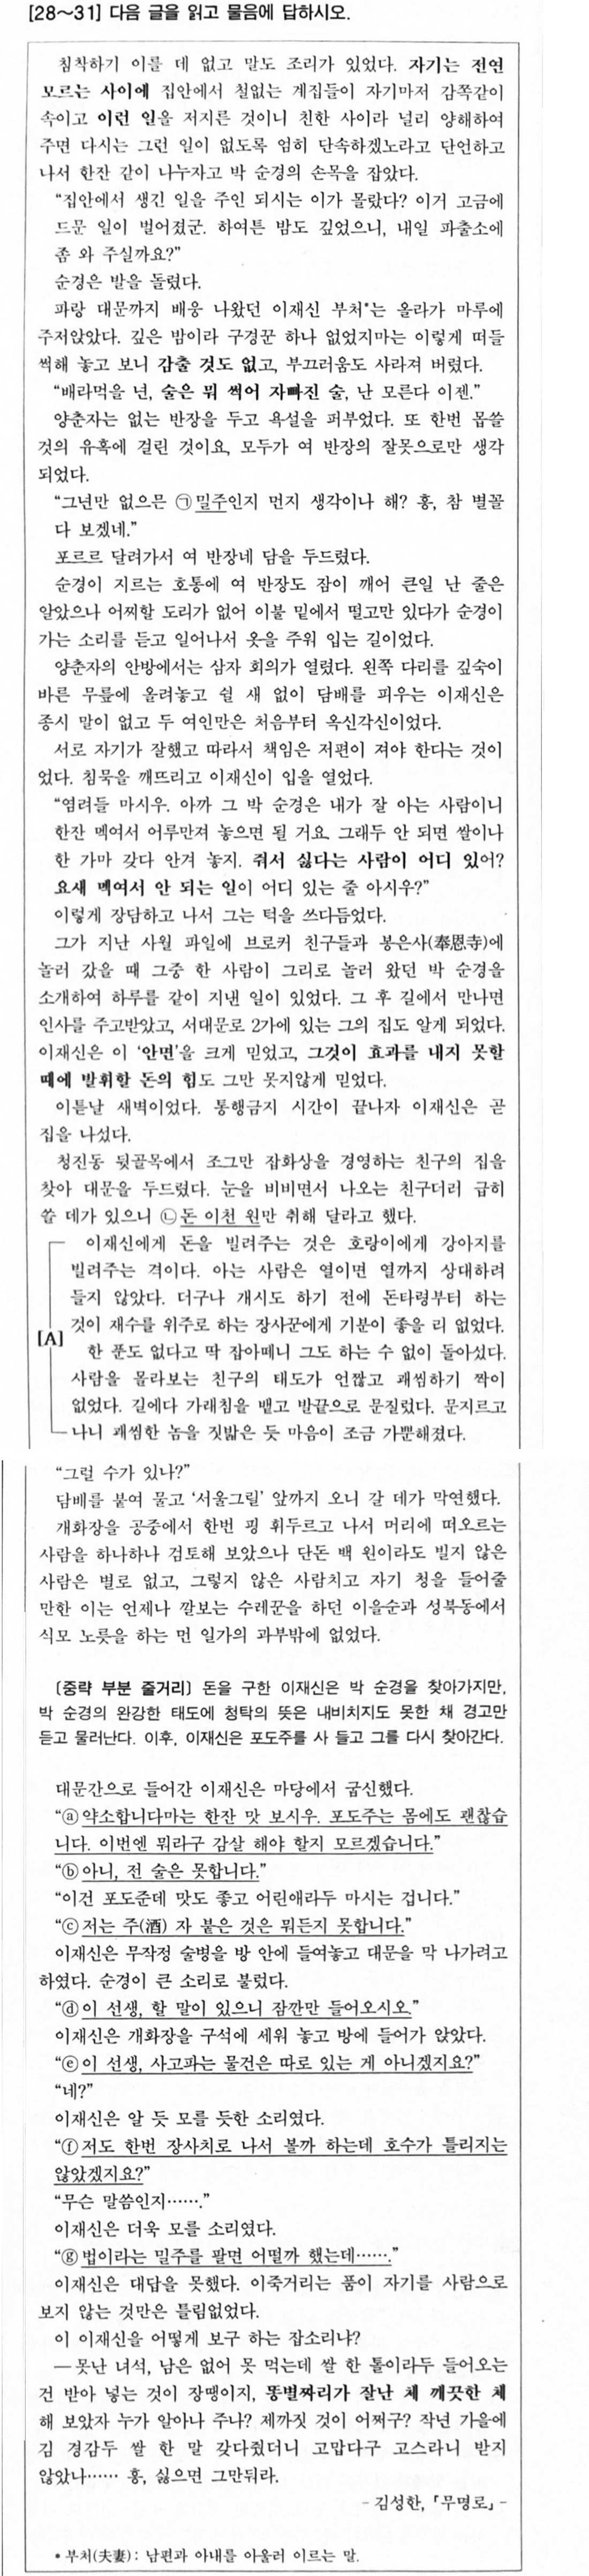 [28~31] 다음 글을 읽고 물음에 답하시오.
침착하기 이를 데 없고 말도 조리가 있었다. 자기는 전연
모르는 사이에 집안에서 철없는 계집들이 자기마저 감쪽같이
속이고 이런 일을 저지른 것이니 친한 사이라 널리 양해하여
주면 다시는 그런 일이 없도록 엄히 단속하겠노라고 단언하고
나서 한잔 같이 나누자고 박 순경의 손목을 잡았다.
“집안에서 생긴 일을 주인 되시는 이가 몰랐다? 이거 고금에
드문 일이 벌어졌군. 하여튼 밤도 깊었으니, 내일 파출소에
좀 와 주실까요?”
순경은 발을 돌렸다.
파랑 대문까지 배웅 나왔던 이재신 부처*는 올라가 마루에
주저앉았다. 깊은 밤이라 구경꾼 하나 없었지마는 이렇게 떠들
썩해 놓고 보니 감출 것도 없고, 부끄러움도 사라져 버렸다.
“배라먹을 년, 술은 뭐 썩어 자빠진 술, 난 모른다 이젠.”
양춘자는 없는 반장을 두고 욕설을 퍼부었다. 또 한번 몹쓸
것의 유혹에 걸린 것이요, 모두가 여 반장의 잘못으로만 생각
되었다.
“그년만 없으믄 ㉠밀주인지 먼지 생각이나 해? 흥, 참 별꼴
다 보겠네.”
포르르 달려가서 여 반장네 담을 두드렸다.
순경이 지르는 호통에 여 반장도 잠이 깨어 큰일 난 줄은
알았으나 어찌할 도리가 없어 이불 밑에서 떨고만 있다가 순경이
가는 소리를 듣고 일어나서 옷을 주워 입는 길이었다.
양춘자의 안방에서는 삼자 회의가 열렸다. 왼쪽 다리를 깊숙이
바른 무릎에 올려놓고 쉴 새 없이 담배를 피우는 이재신은
종시 말이 없고 두 여인만은 처음부터 옥신각신이었다.
서로 자기가 잘했고 따라서 책임은 저편이 져야 한다는 것이
었다. 침묵을 깨뜨리고 이재신이 입을 열었다.
“염려들 마시우. 아까 그 박 순경은 내가 잘 아는 사람이니
한잔 멕여서 어루만져 놓으면 될 거요. 그래두 안 되면 쌀이나
한 가마 갖다 안겨 놓지. 줘서 싫다는 사람이 어디 있어?
요새 멕여서 안 되는 일이 어디 있는 줄 아시우?”
이렇게 장담하고 나서 그는 턱을 쓰다듬었다.
그가 지난 사월 파일에 브로커 친구들과 봉은사(奉恩寺)에
놀러 갔을 때 그중 한 사람이 그리로 놀러 왔던 박 순경을
소개하여 하루를 같이 지낸 일이 있었다. 그 후 길에서 만나면
인사를 주고받았고, 서대문로 2가에 있는 그의 집도 알게 되었다.
이재신은 이 ‘안면’을 크게 믿었고, 그것이 효과를 내지 못할
때에 발휘할 돈의 힘도 그만 못지않게 믿었다.
이튿날 새벽이었다. 통행금지 시간이 끝나자 이재신은 곧
집을 나섰다.
청진동 뒷골목에서 조그만 잡화상을 경영하는 친구의 집을
찾아 대문을 두드렸다. 눈을 비비면서 나오는 친구더러 급히
쓸 데가 있으니 ㉡돈 이천 원만 취해 달라고 했다.
이재신에게 돈을 빌려주는 것은 호랑이에게 강아지를
빌려주는 격이다. 아는 사람은 열이면 열까지 상대하려
들지 않았다. 더구나 개시도 하기 전에 돈타령부터 하는
것이 재수를 위주로 하는 장사꾼에게 기분이 좋을 리 없었다.
[A]
한 푼도 없다고 딱 잡아떼니 그도 하는 수 없이 돌아섰다.
사람을 몰라보는 친구의 태도가 언짢고 괘씸하기 짝이
없었다. 길에다 가래침을 뱉고 발끝으로 문질렀다. 문지르고
나니 괘씸한 놈을 짓밟은 듯 마음이 조금 가뿐해졌다.
“그럴 수가 있나?”
담배를 붙여 물고 ‘서울그릴’ 앞까지 오니 갈 데가 막연했다.
개화장을 공중에서 한번 핑 휘두르고 나서 머리에 떠오르는
사람을 하나하나 검토해 보았으나 단돈 백 원이라도 빌지 않은
사람은 별로 없고, 그렇지 않은 사람치고 자기 청을 들어줄
만한 이는 언제나 깔보는 수레꾼을 하던 이을순과 성북동에서
식모 노릇을 하는 먼 일가의 과부밖에 없었다.
〔중략 부분 줄거리〕 돈을 구한 이재신은 박 순경을 찾아가지만,
박 순경의 완강한 태도에 청탁의 뜻은 내비치지도 못한 채 경고만
듣고 물러난다. 이후, 이재신은 포도주를 사 들고 그를 다시 찾아간다.
대문간으로 들어간 이재신은 마당에서 굽신했다.
“ⓐ약소합니다마는 한잔 맛 보시우. 포도주는 몸에도 괜찮습
니다. 이번엔 뭐라구 감샐 해야 할지 모르겠습니다.”
“ⓑ아니, 전 술은 못합니다.”
“이건 포도준데 맛도 좋고 어린애라두 마시는 겁니다.”
“ⓒ저는 주(酒) 자 붙은 것은 뭐든지 못합니다.”
이재신은 무작정 술병을 방 안에 들여놓고 대문을 막 나가려고
하였다. 순경이 큰 소리로 불렀다.
“ⓓ이 선생, 할 말이 있으니 잠깐만 들어오시오.”
이재신은 개화장을 구석에 세워 놓고 방에 들어가 앉았다.
“ⓔ이 선생, 사고파는 물건은 따로 있는 게 아니겠지요?”
“네?”
이재신은 알 듯 모를 듯한 소리였다.
“ⓕ저도 한번 장사치로 나서 볼까 하는데 호수가 틀리지는
않았겠지요?”
“무슨 말씀인지…….”
이재신은 더욱 모를 소리였다.
“ⓖ법이라는 밀주를 팔면 어떨까 했는데…….”
이재신은 대답을 못했다. 이죽거리는 품이 자기를 사람으로
보지 않는 것만은 틀림없었다.
이 이재신을 어떻게 보구 하는 잡소리냐?
―못난 녀석, 남은 없어 못 먹는데 쌀 한 톨이라두 들어오는
건 받아 넣는 것이 장땡이지, 똥별짜리가 잘난 체 깨끗한 체
해 보았자 누가 알아나 주나? 제까짓 것이 어쩌구? 작년 가을에
김 경감두 쌀 한 말 갖다줬더니 고맙다구 고스라니 받지
않았나…… 흥, 싫으면 그만둬라.
- 김성한, 「무명로」 -
* 부처(夫妻) : 남편과 아내를 아울러 이르는 말.